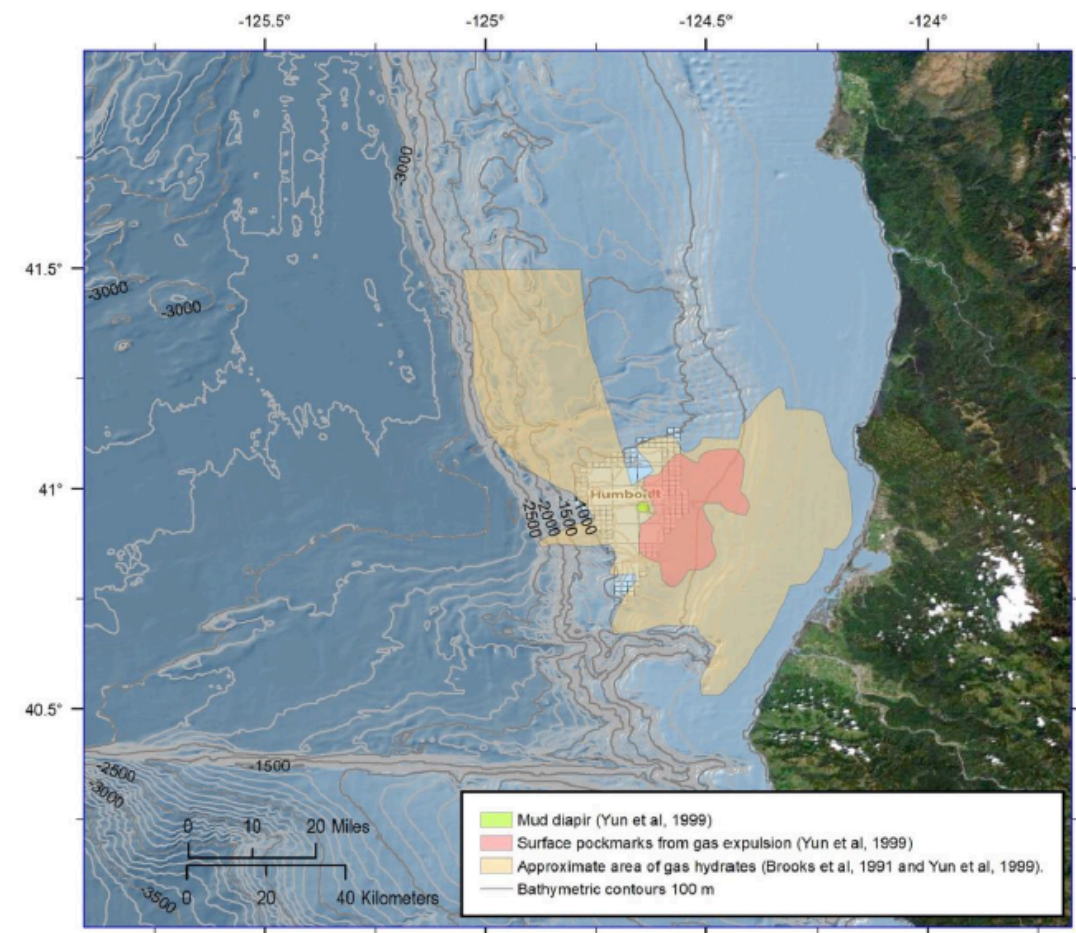 -125.5°
-125°
-124.5°
-124°
-3000
41.5°
-3000
-3000
41°
Humboldt
-1000
-1500
-2000
-2500
40.5°
-1500
-2500
-3000
-3500
0 10 20 Miles
0 20 40 Kilometers
Mud diapir (Yun et al, 1999)
Surface pockmarks from gas expulsion (Yun et al, 1999)
Approximate area of gas hydrates (Brooks et al, 1991 and Yun et al, 1999).
Bathymetric contours 100 m